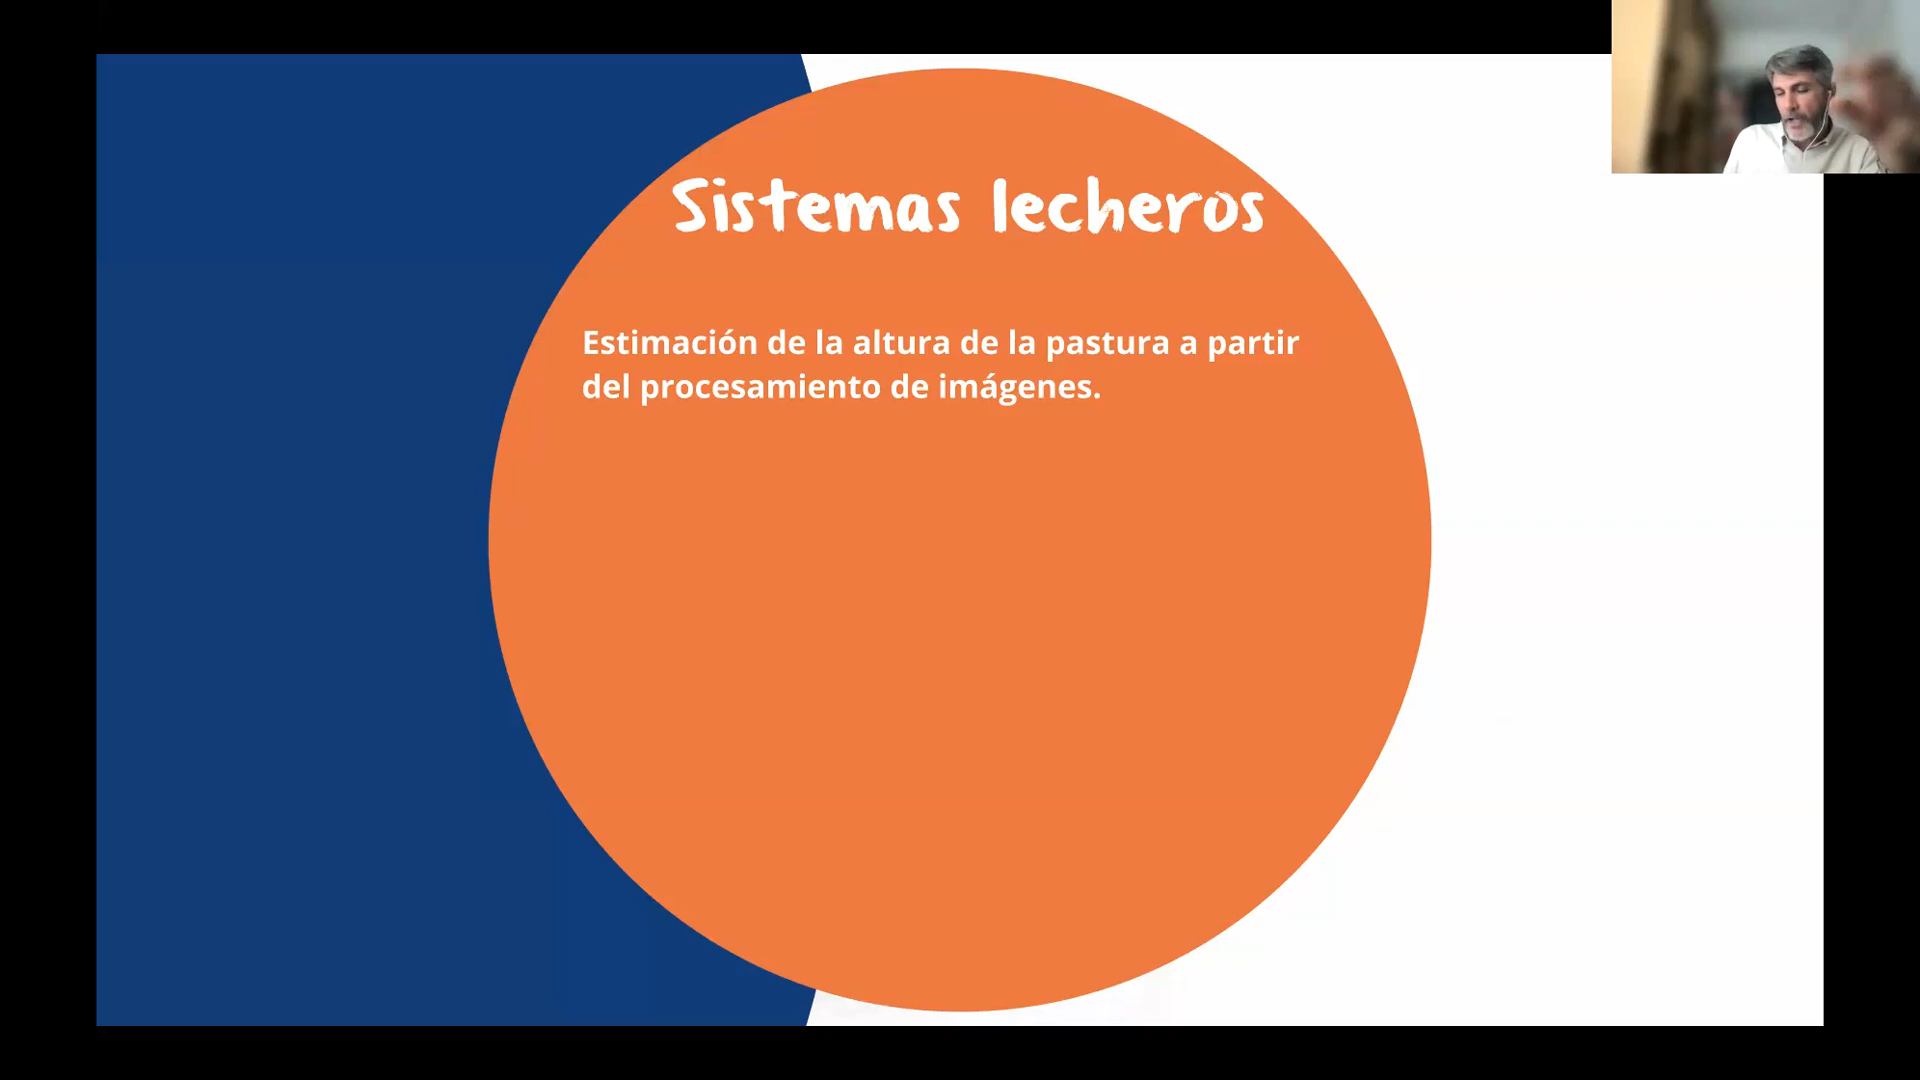 Sistemas lecheros
Estimación de la altura de la pastura a partir
del procesamiento de imágenes.